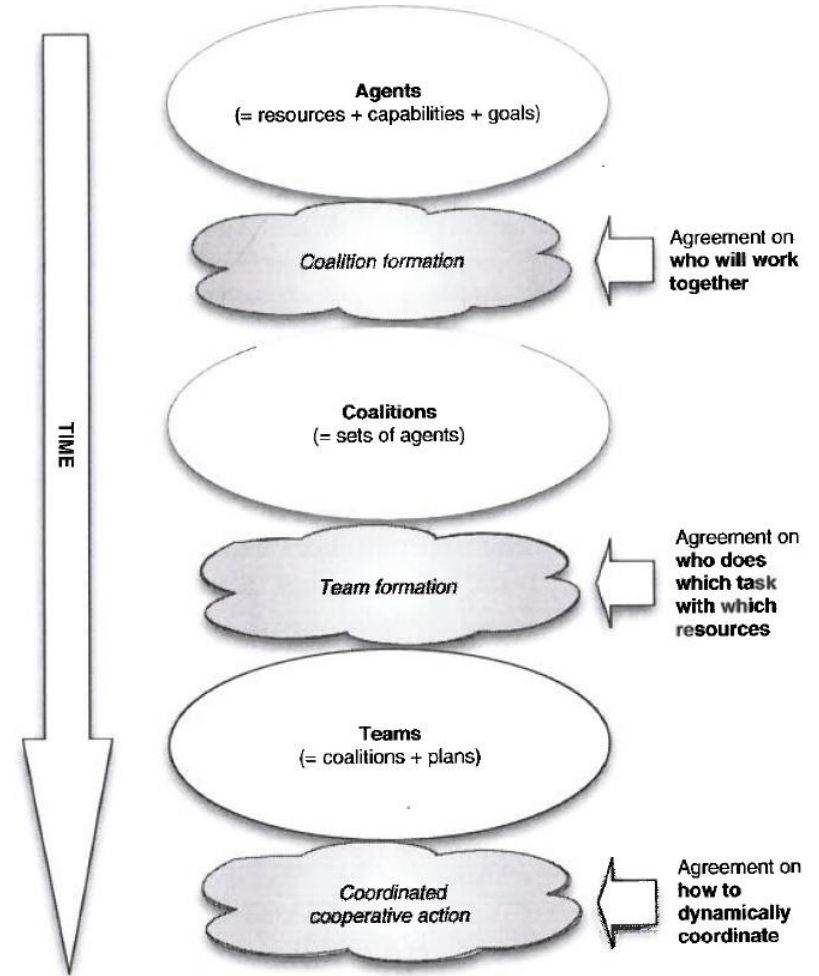 Agents
(= resources + capabilities + goals)
Coalition formation
Agreement on
who will work
together
Coalitions
(= sets of agents)
TIME
Team formation
Agreement on
who does
which task
with which
resources
Teams
(= coalitions + plans)
Coordinated
cooperative action
Agreement on
how to
dynamically
coordinate